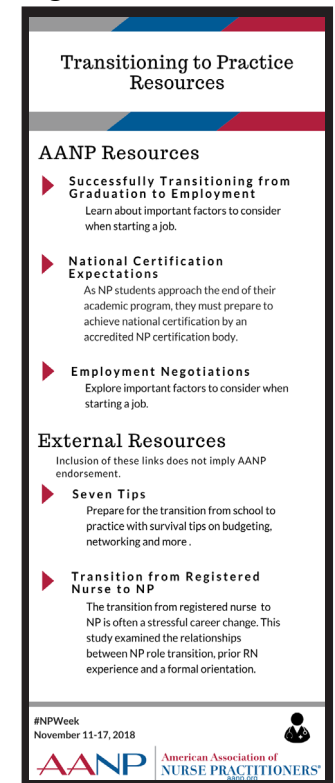 Transitioning to Practice
Resources
AANP Resources
Successfully Transitioning from
Graduation to Employment
Learn about important factors to consider
when starting a job.
National Certification
Expectations
As NP students approach the end of their
academic program, they must prepare to
achieve national certification by an
accredited NP certification body.
Employment Negotiations
Explore important factors to consider when
starting a job.
External Resources
Inclusion of these links does not imply AANP
endorsement.
Seven Tips
Prepare for the transition from school to
practice with survival tips on budgeting,
networking and more .
Transition from Registered
Nurse to NP
The transition from registered nurse to
NP is often a stressful career change. This
study examined the relationships
between NP role transition, prior RN
experience and a formal orientation.
#NPWeek
November 11-17, 2018
AANP
American Association of
NURSE PRACTITIONERS®
aanp.org